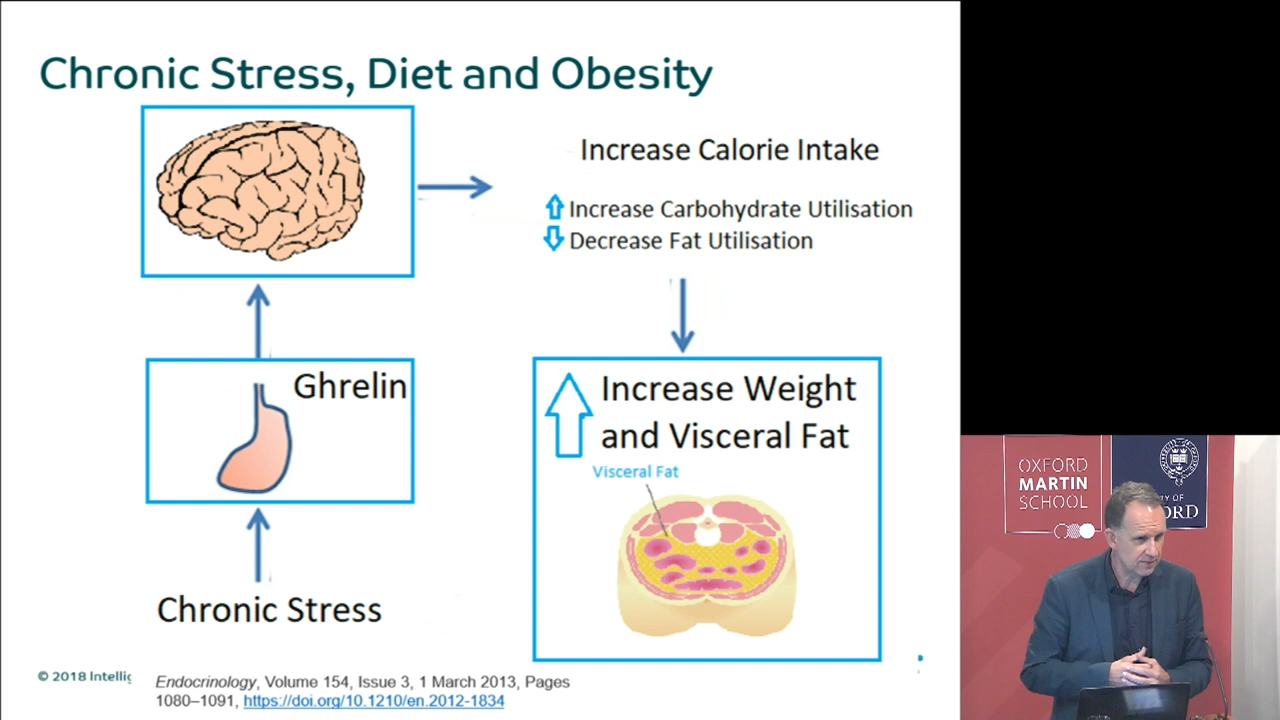 Chronic Stress, Diet and Obesity
Increase Calorie Intake
Increase Carbohydrate Utilisation
Decrease Fat Utilisation
Ghrelin
Increase Weight
and Visceral Fat
Visceral Fat
Chronic Stress
© 2018 Intellig
Endocrinology, Volume 154, Issue 3, 1 March 2013, Pages
1080–1091, https://doi.org/10.1210/en.2012-1834
OXFORD
MARTIN
SCHOOL
TY OF
ORD